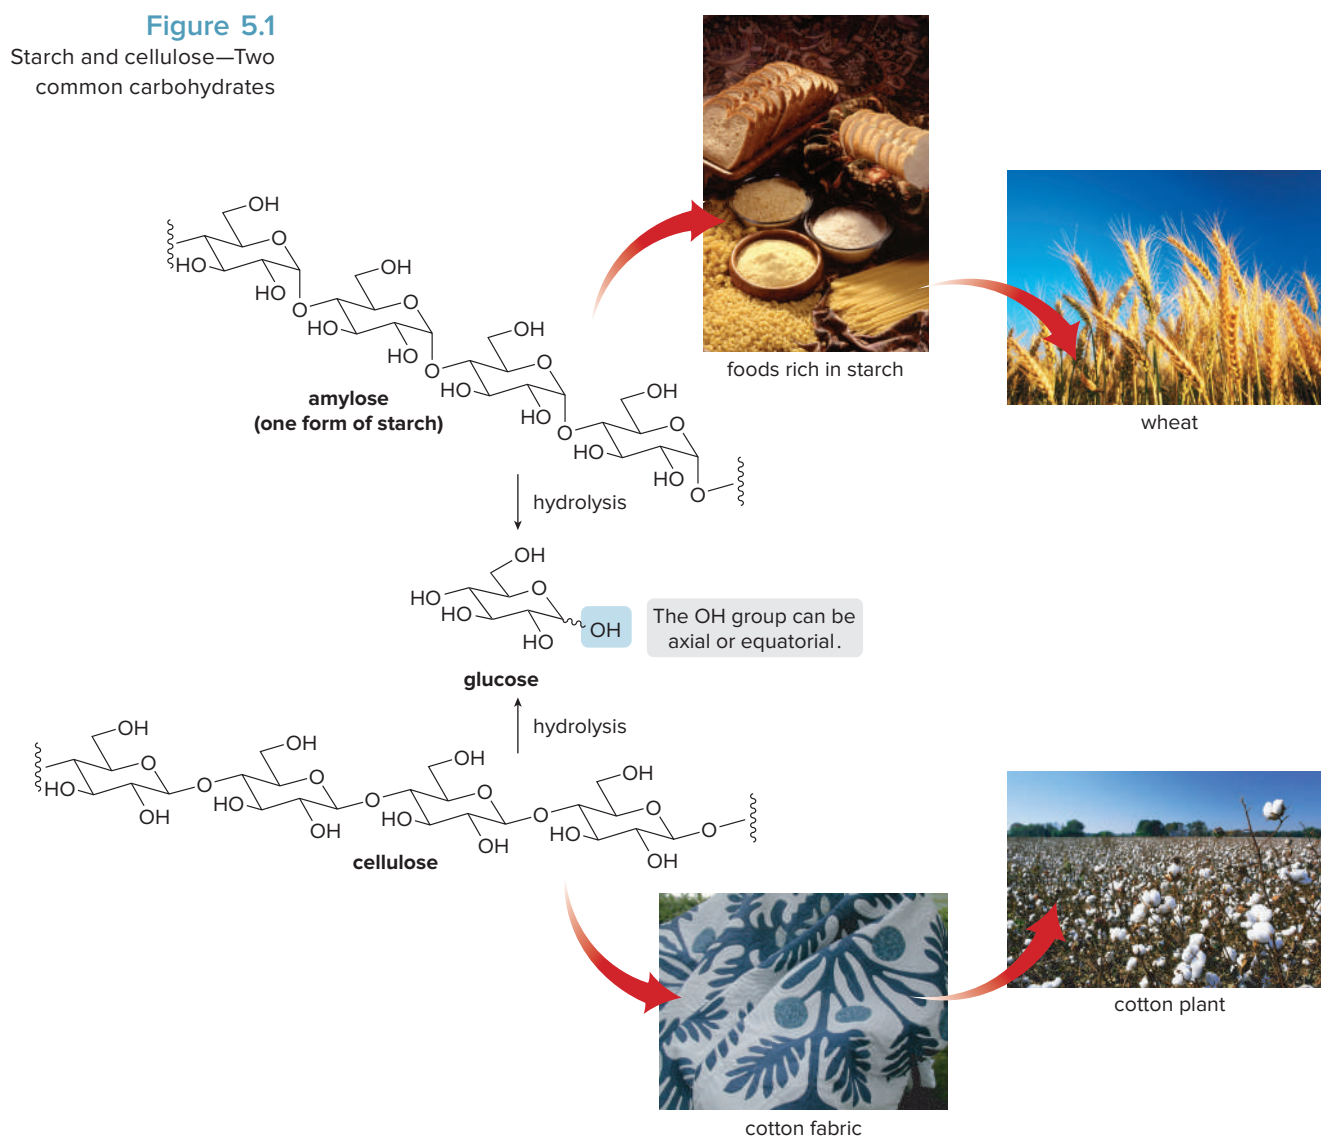 Figure 5.1
Starch and cellulose—Two
common carbohydrates
OH
O
HO
HO
O
OH
O
HO
HO
O
OH
O
HO
HO
O
OH
O
HO
HO
O
amylose
(one form of starch)
foods rich in starch
wheat
hydrolysis
OH
O
HO
HO
HO
OH
The OH group can be
axial or equatorial.
glucose
hydrolysis
OH
O
HO
OH
O
OH
O
HO
OH
O
OH
O
HO
OH
O
OH
O
HO
OH
O
cellulose
cotton fabric
cotton plant